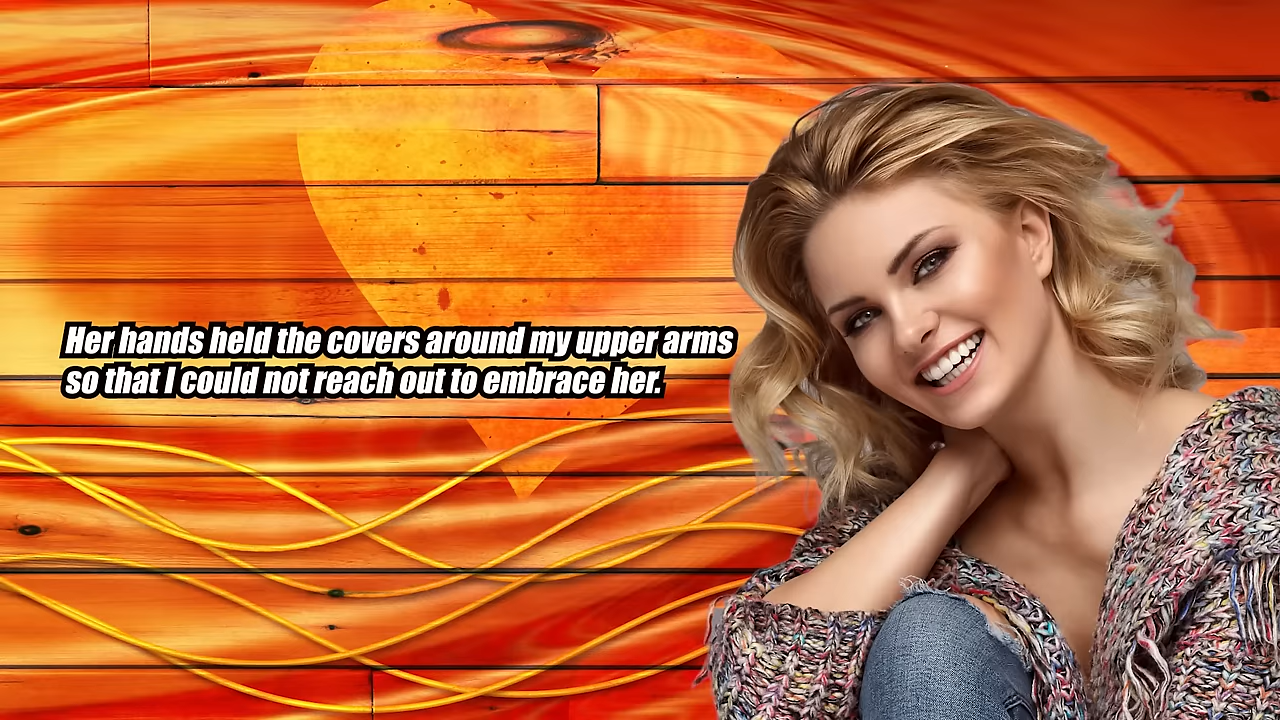 Her hands held the covers around my upper arms
so that I could not reach out to embrace her.